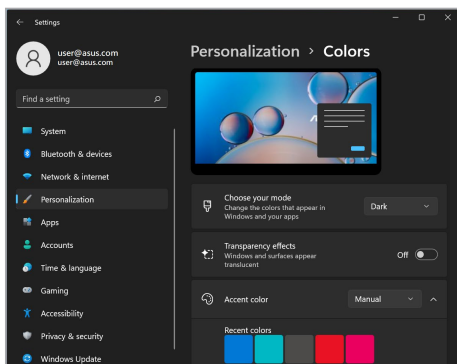 Settings
user@asus.com
user@asus.com
Find a setting
System
Bluetooth & devices
Network & internet
Personalization
Apps
Accounts
Time & language
Gaming
Accessibility
Privacy & security
Windows Update
Personalization > Colors
Choose your mode
Change the colors that appear in
Windows and your apps
Dark
Transparency effects
Windows and surfaces appear
translucent
Off
Accent color
Manual
Recent colors